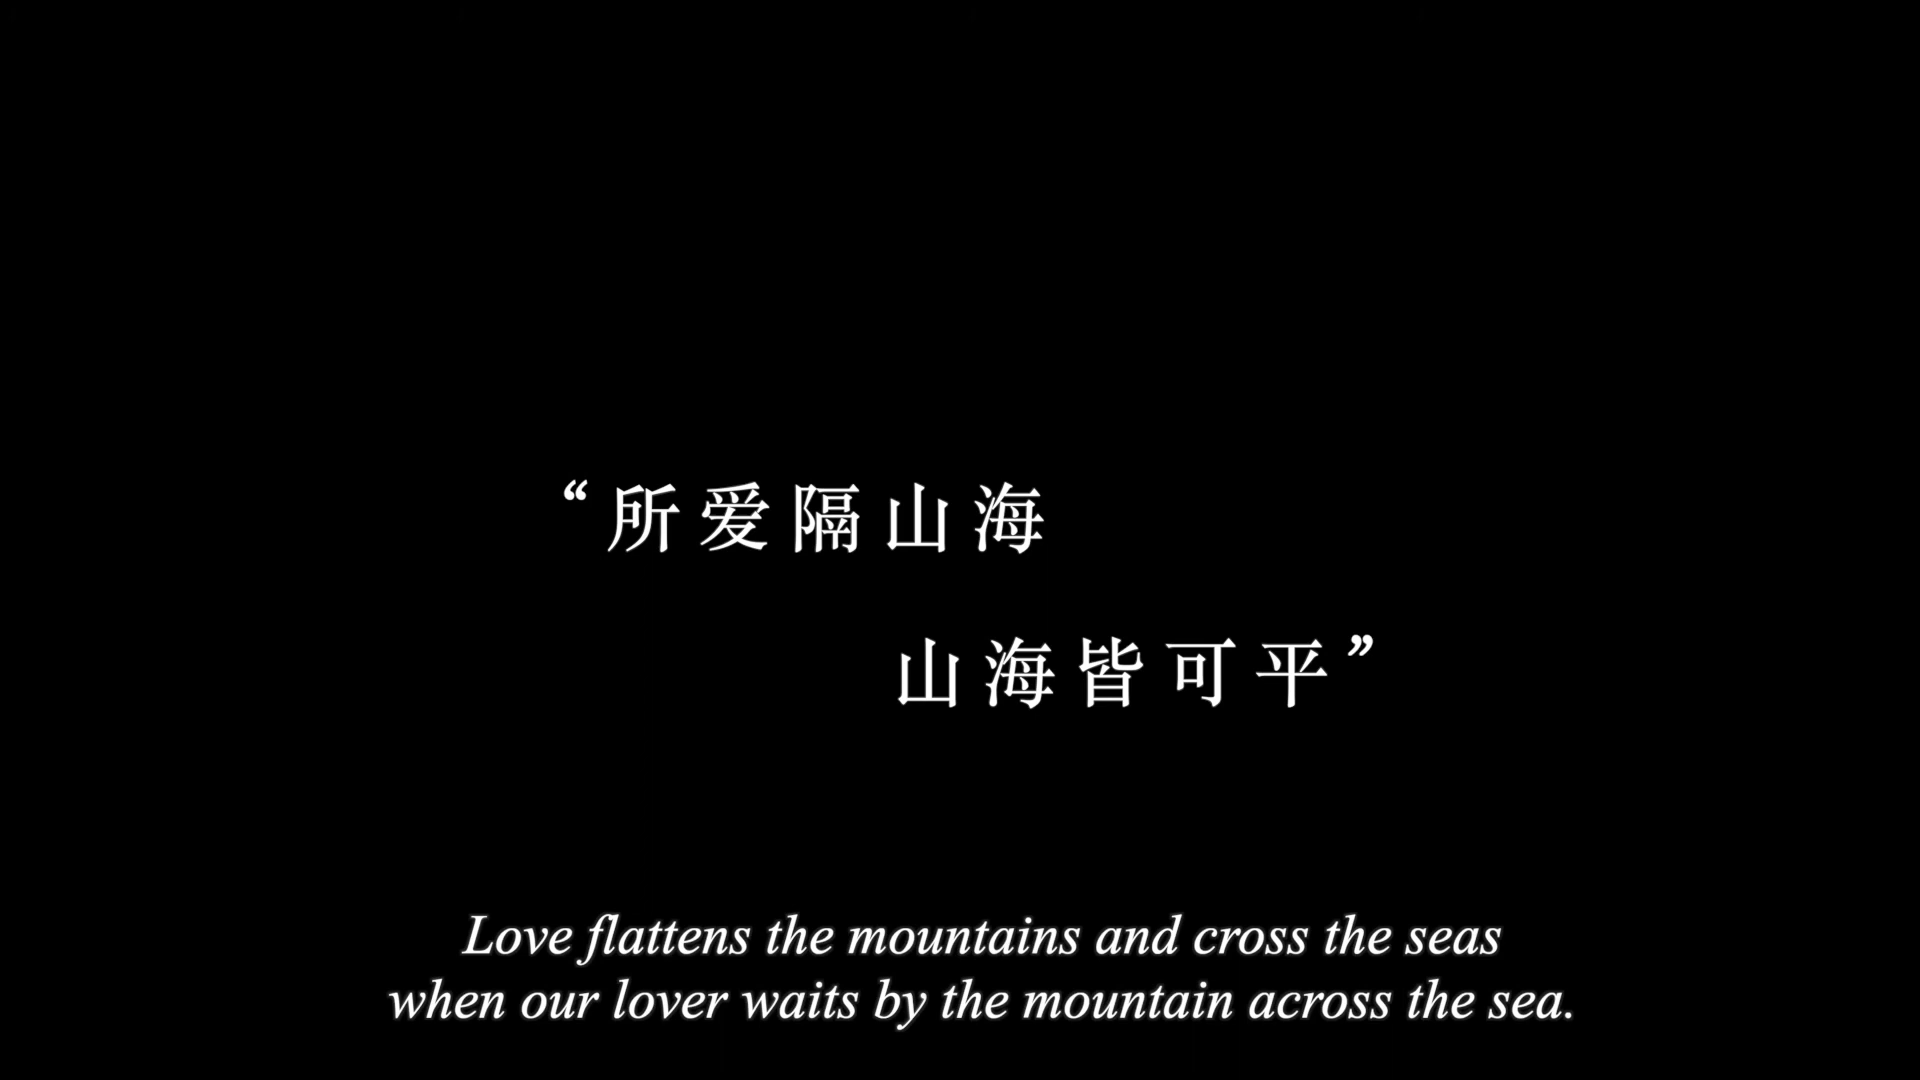 “所爱隔山海
山海皆可平”
Love flattens the mountains and cross the seas
when our lover waits by the mountain across the sea.